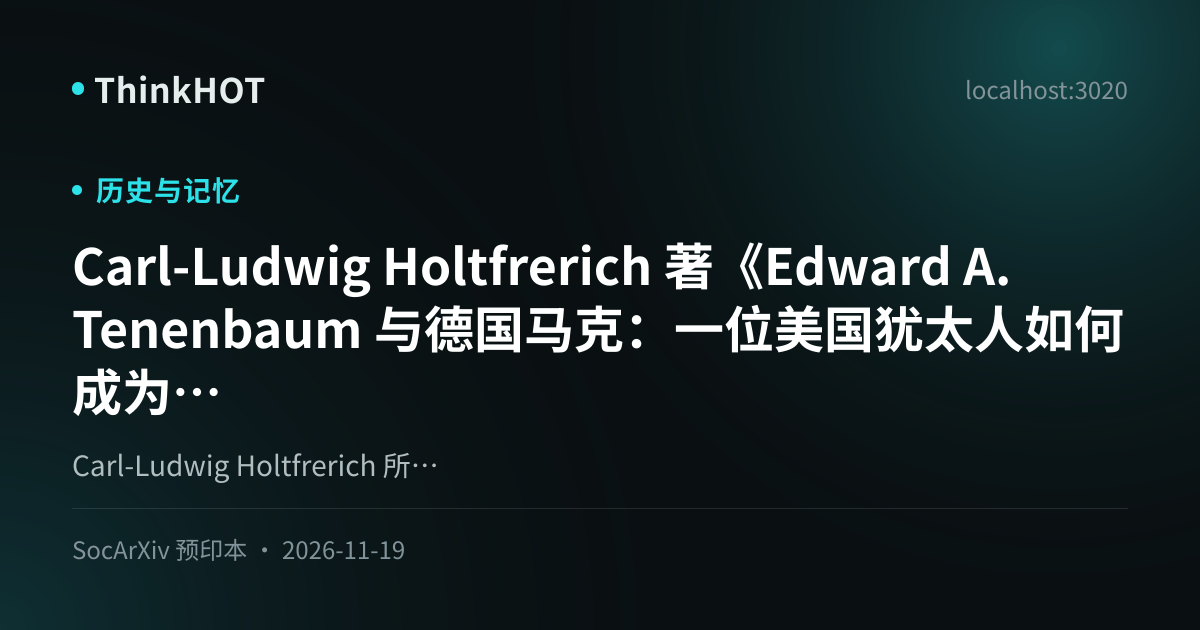 ThinkHOT
localhost:3020
历史与记忆
Carl-Ludwig Holtfrerich 著《Edward A.
Tenenbaum 与德国马克：一位美国犹太人如何
成为…
Carl-Ludwig Holtfrerich 所…
SocArXiv 预印本 · 2026-11-19